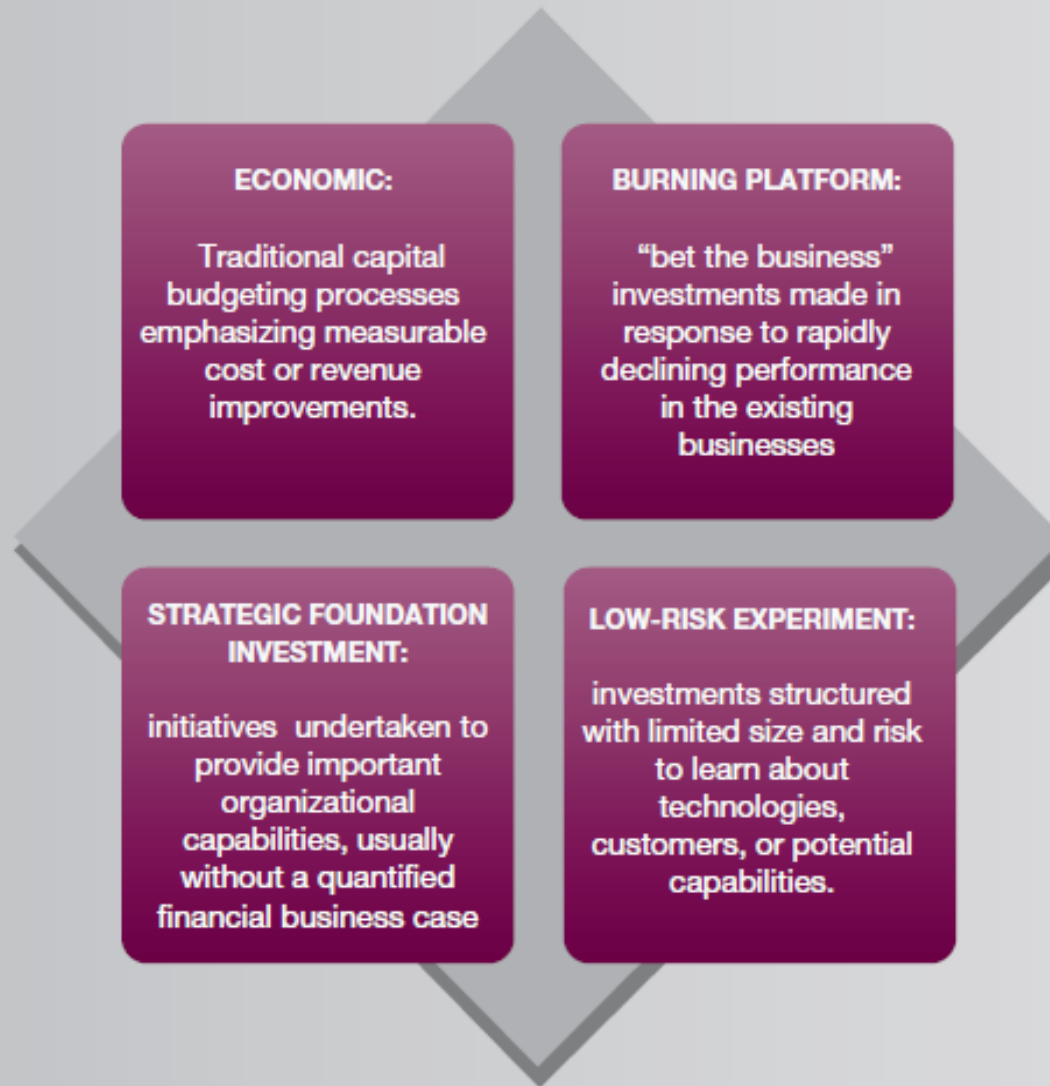 ECONOMIC:
Traditional capital
budgeting processes
emphasizing measurable
cost or revenue
improvements.
BURNING PLATFORM:
“bet the business”
investments made in
response to rapidly
declining performance
in the existing
businesses
STRATEGIC FOUNDATION
INVESTMENT:
initiatives undertaken to
provide important
organizational
capabilities, usually
without a quantified
financial business case
LOW-RISK EXPERIMENT:
investments structured
with limited size and risk
to learn about
technologies,
customers, or potential
capabilities.